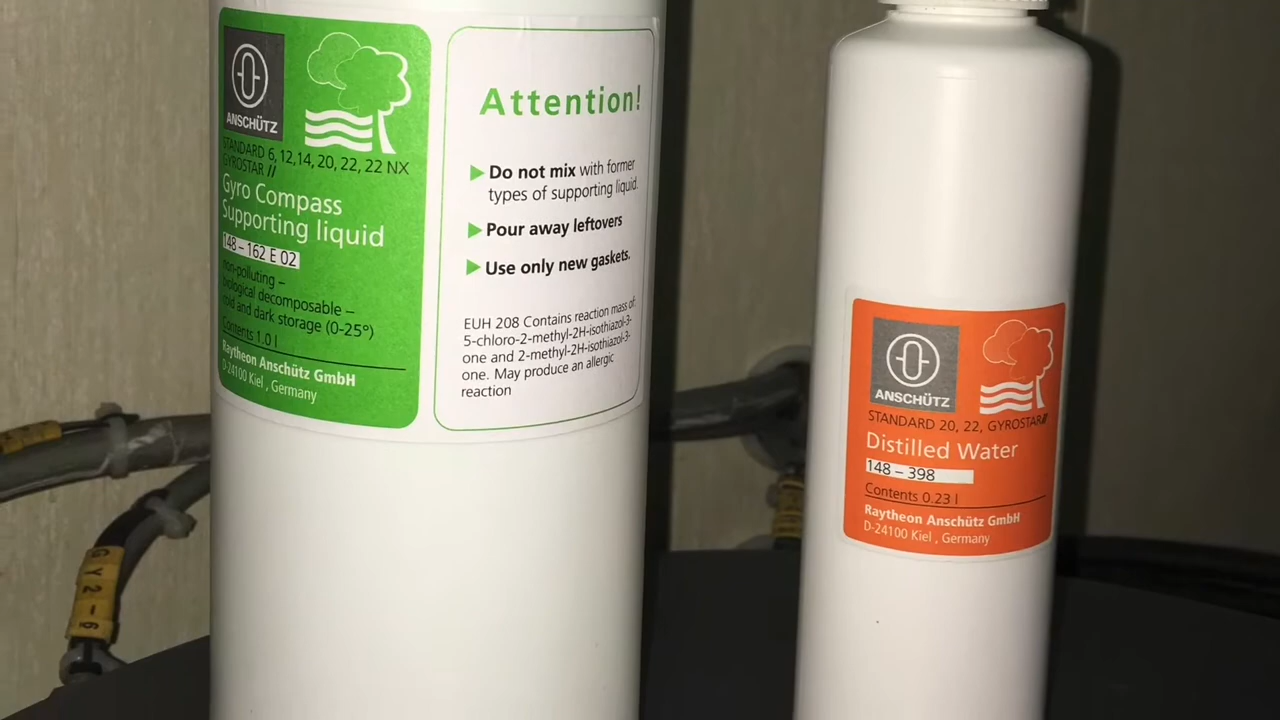 ANSCHÜTZ
STANDARD 6, 12,14, 20, 22, 22 NX
GYROSTAR //
Gyro Compass
Supporting liquid
148 – 162 E 02
non-polluting –
biological decomposable –
cold and dark storage (0-25°)
Contents 1.0 l
Raytheon Anschütz GmbH
D-24100 Kiel , Germany
Attention!
Do not mix with former
types of supporting liquid.
Pour away leftovers
Use only new gaskets.
EUH 208 Contains reaction mass of:
5-chloro-2-methyl-2H-isothiazol-3-
one and 2-methyl-2H-isothiazol-3-
one. May produce an allergic
reaction
ANSCHÜTZ
STANDARD 20, 22, GYROSTAR//
Distilled Water
148 – 398
Contents 0.23 l
Raytheon Anschütz GmbH
D-24100 Kiel , Germany
GY 2-6